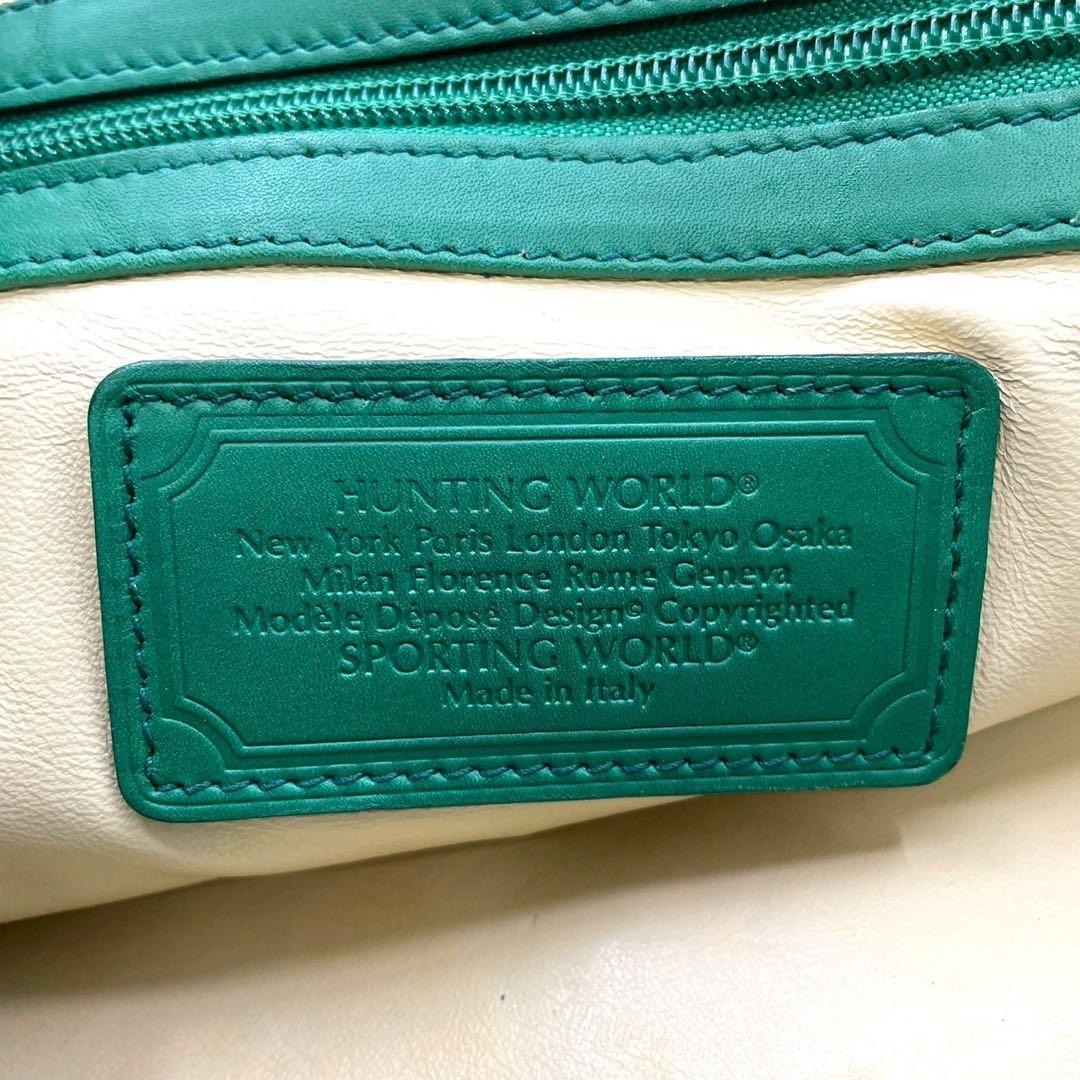 HUNTING WORLD®
New York Paris London Tokyo Osaka
Milan Florence Rome Geneva
Modèle Déposé Design© Copyrighted
SPORTING WORLD®
Made in Italy